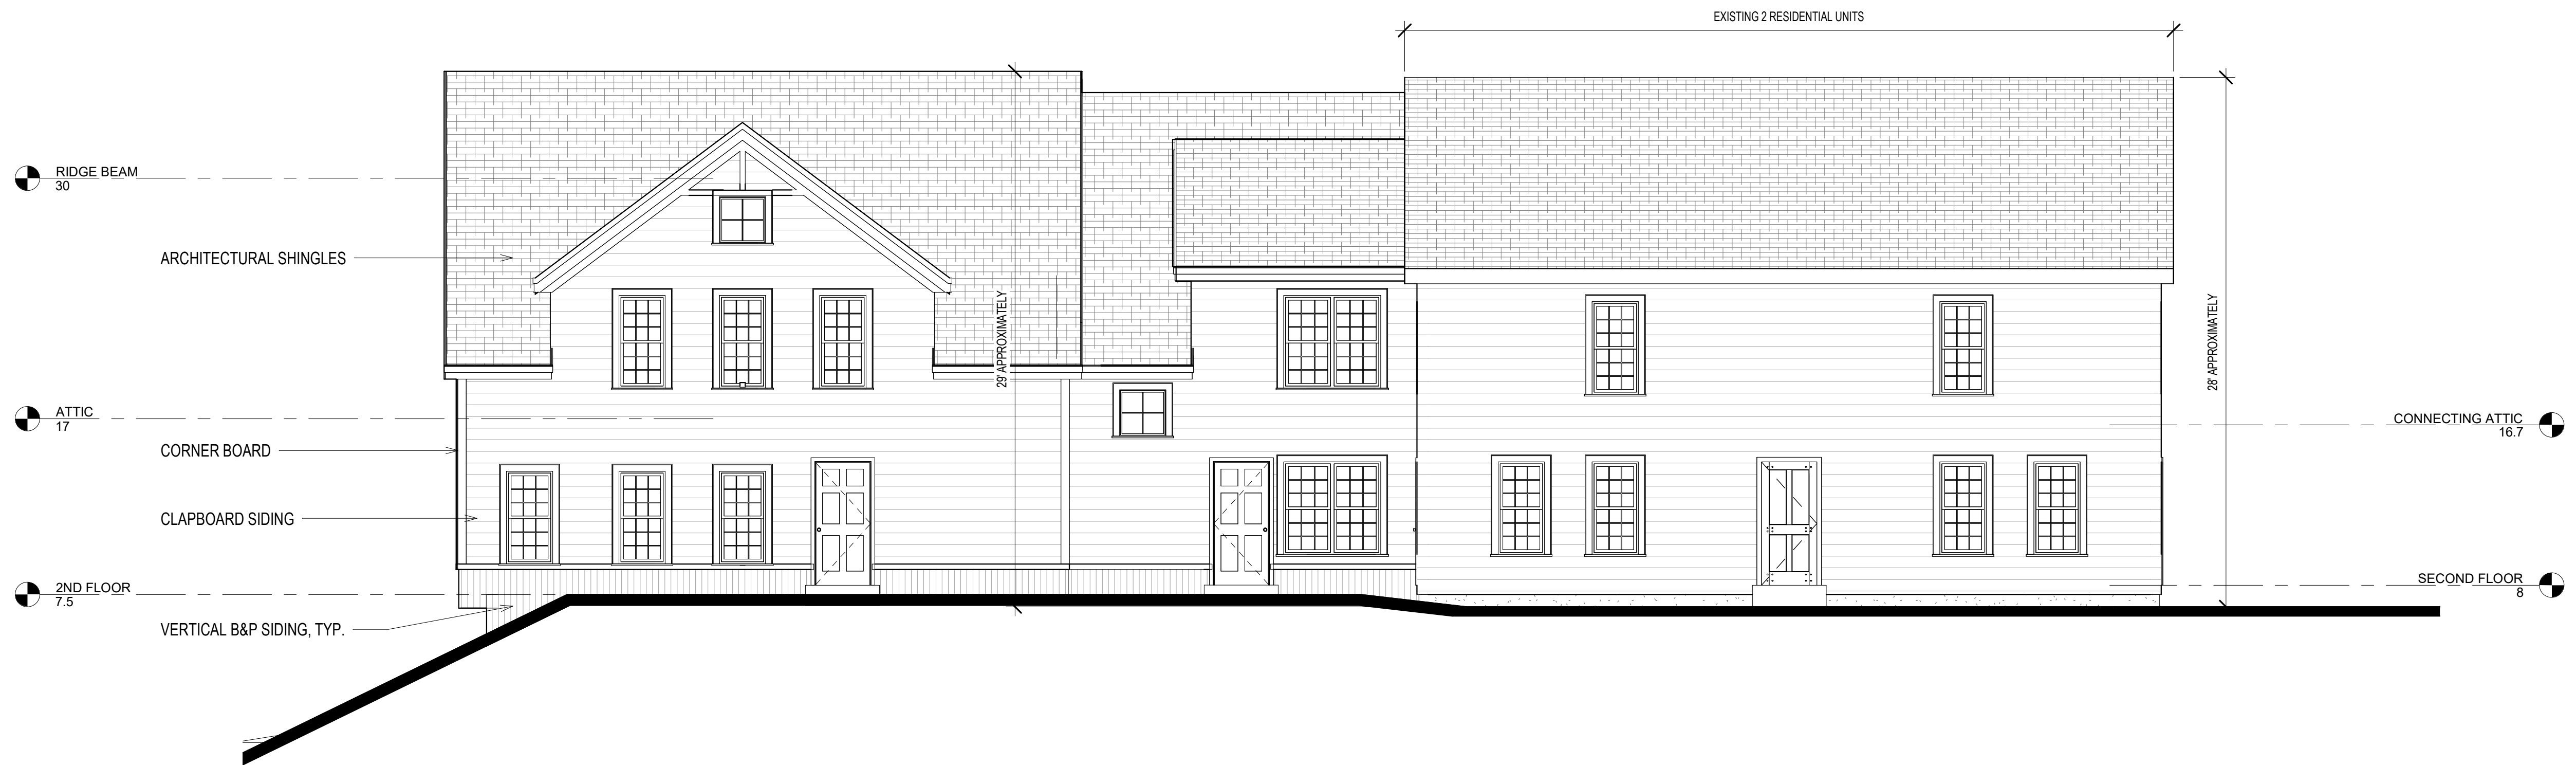 EXISTING 2 RESIDENTIAL UNITS
RIDGE BEAM
30
ARCHITECTURAL SHINGLES
29' APPROXIMATELY
28' APPROXIMATELY
ATTIC
17
CONNECTING ATTIC
16.7
CORNER BOARD
CLAPBOARD SIDING
2ND FLOOR
7.5
SECOND FLOOR
8
VERTICAL B&P SIDING, TYP.